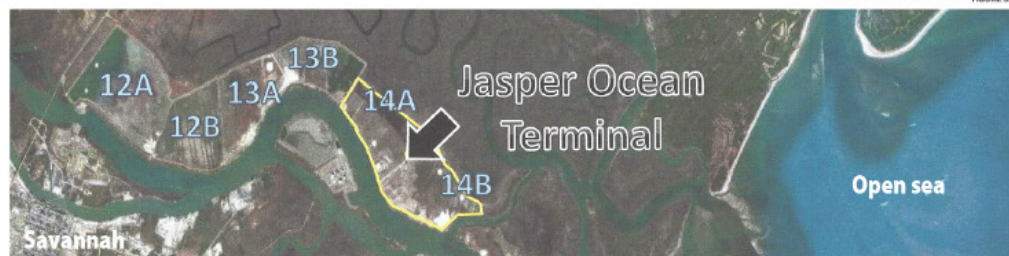 13B
12A
13A
14A
Jasper Ocean
Terminal
12B
14B
Open sea
Savannah